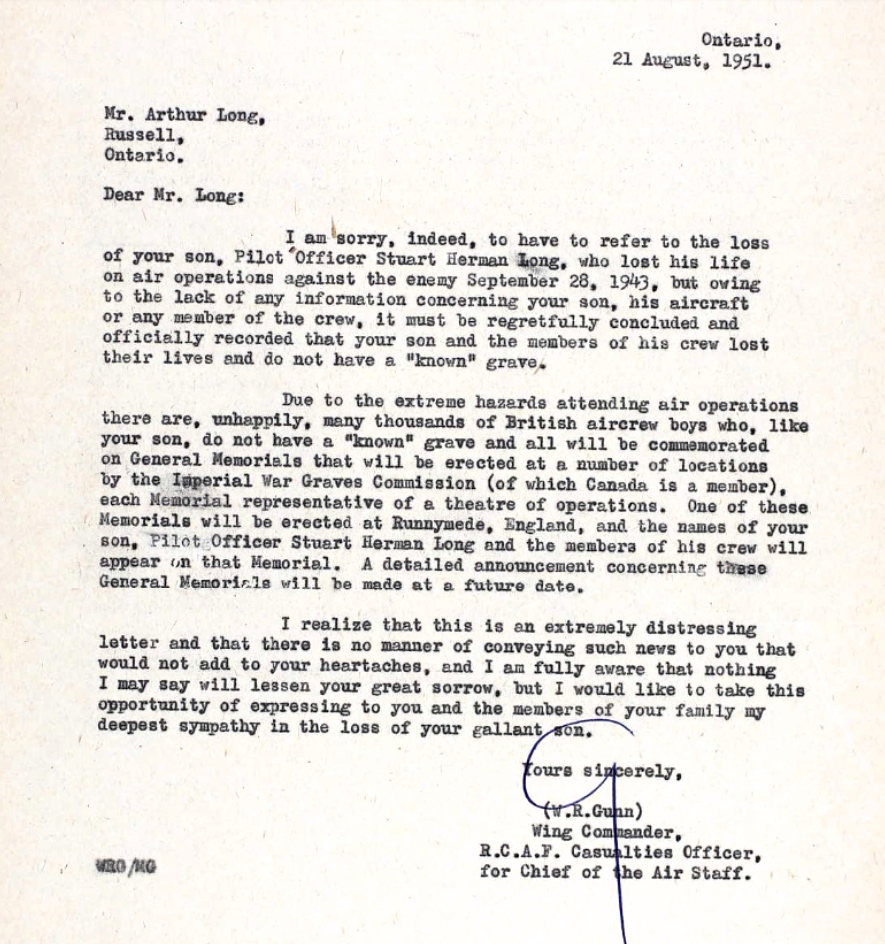 Ontario,
21 August, 1951.
Mr. Arthur Long,
Russell,
Ontario.
Dear Mr. Long:
I am sorry, indeed, to have to refer to the loss
of your son, Pilot Officer Stuart Herman Long, who lost his life
on air operations against the enemy September 28, 1943, but owing
to the lack of any information concerning your son, his aircraft
or any member of the crew, it must be regretfully concluded and
officially recorded that your son and the members of his crew lost
their lives and do not have a "known" grave.
Due to the extreme hazards attending air operations
there are, unhappily, many thousands of British aircrew boys who, like
your son, do not have a "known" grave and all will be commemorated
on General Memorials that will be erected at a number of locations
by the Imperial War Graves Commission (of which Canada is a member),
each Memorial representative of a theatre of operations. One of these
Memorials will be erected at Runnymede, England, and the names of your
son, Pilot Officer Stuart Herman Long and the members of his crew will
appear on that Memorial. A detailed announcement concerning these
General Memorials will be made at a future date.
I realize that this is an extremely distressing
letter and that there is no manner of conveying such news to you that
would not add to your heartaches, and I am fully aware that nothing
I may say will lessen your great sorrow, but I would like to take this
opportunity of expressing to you and the members of your family my
deepest sympathy in the loss of your gallant son.
Yours sincerely,
(W.R.Gunn)
Wing Commander,
R.C.A.F. Casualties Officer,
for Chief of the Air Staff.
WRG/MG